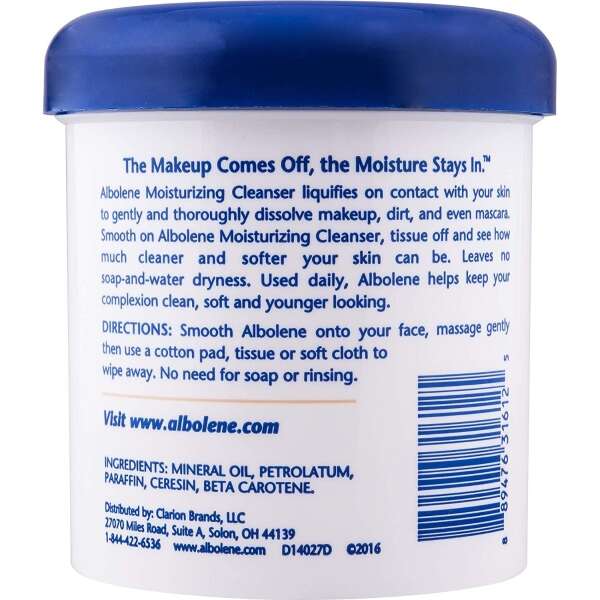 The Makeup Comes Off, the Moisture Stays In.™
Albolene Moisturizing Cleanser liquifies on contact with your skin
to gently and thoroughly dissolve makeup, dirt, and even mascara.
Smooth on Albolene Moisturizing Cleanser, tissue off and see how
much cleaner and softer your skin can be. Leaves no
soap-and-water dryness. Used daily, Albolene helps keep your
complexion clean, soft and younger looking.
DIRECTIONS: Smooth Albolene onto your face, massage gently
then use a cotton pad, tissue or soft cloth to
wipe away. No need for soap or rinsing.
Visit www.albolene.com
INGREDIENTS: MINERAL OIL, PETROLATUM,
PARAFFIN, CERESIN, BETA CAROTENE.
Distributed by: Clarion Brands, LLC
27070 Miles Road, Suite A, Solon, OH 44139
1-844-422-6536 www.albolene.com D14027D ©2016
8 89476 31612 5